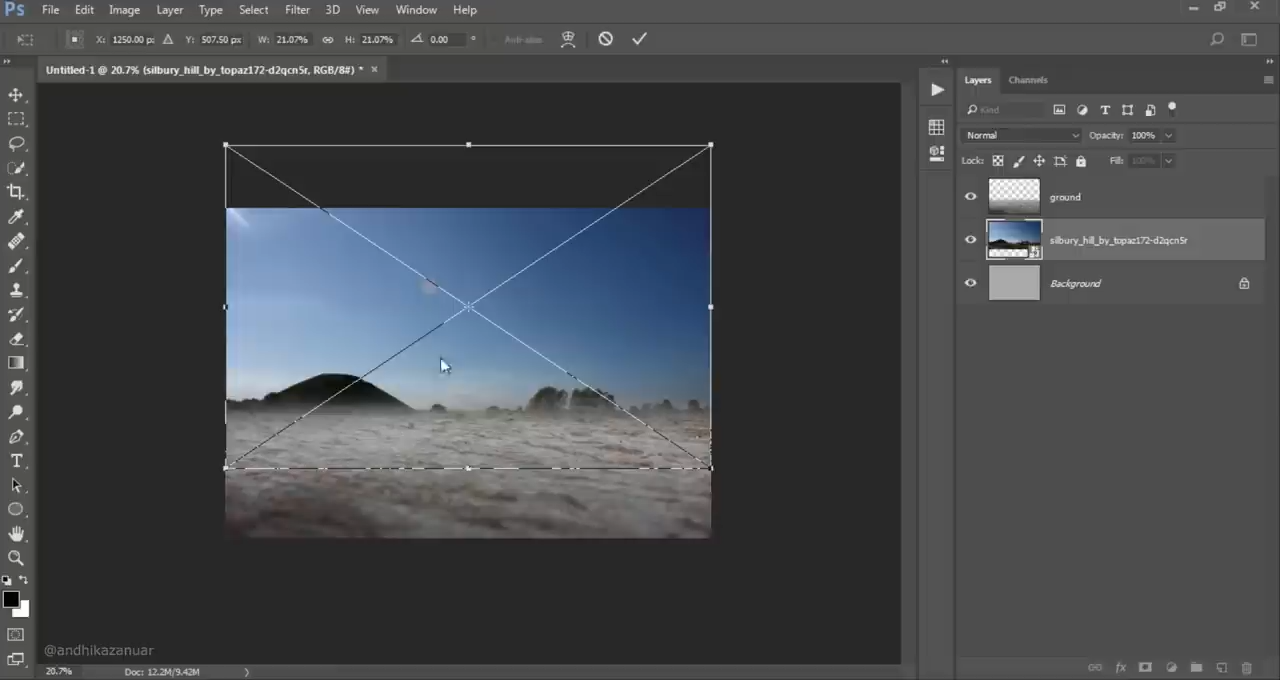 Ps File Edit Image Layer Type Select Filter 3D View Window Help
X: 1250.00 px Y: 507.50 px W: 21.07% H: 21.07% 0.00 ° Anti-alias
Untitled-1 @ 20.7% (silbury_hill_by_topaz172-d2qcn5r, RGB/8#) * ×
Layers Channels
Kind
Normal Opacity: 100%
Lock: Fill: 100%
ground
silbury_hill_by_topaz172-d2qcn5r
Background
@andhikazanuar
20.7% Doc: 12.2M/9.42M